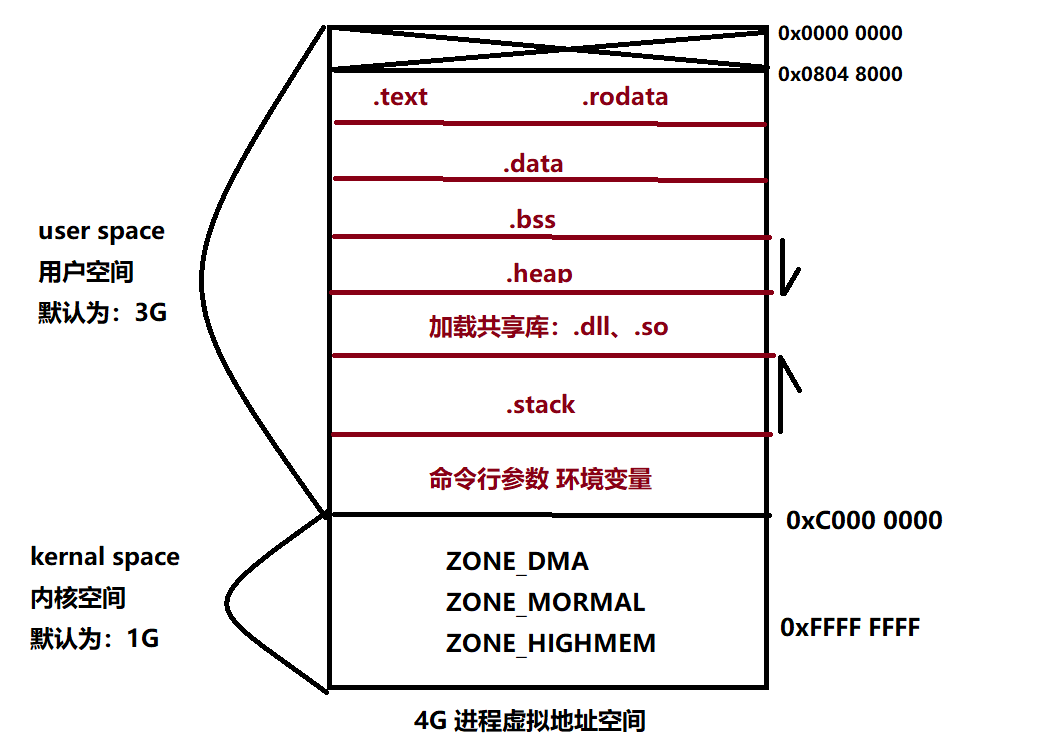 0x0000 0000
0x0804 8000
.text .rodata
.data
.bss
.heap
加载共享库：.dll、.so
.stack
命令行参数 环境变量
user space
用户空间
默认为：3G
0xC000 0000
kernal space
内核空间
默认为：1G
ZONE_DMA
ZONE_MORMAL
ZONE_HIGHMEM
0xFFFF FFFF
4G 进程虚拟地址空间